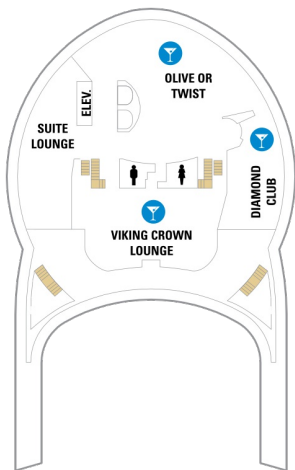 OLIVE OR
TWIST
ELEV.
SUITE
LOUNGE
DIAMOND
CLUB
VIKING CROWN
LOUNGE